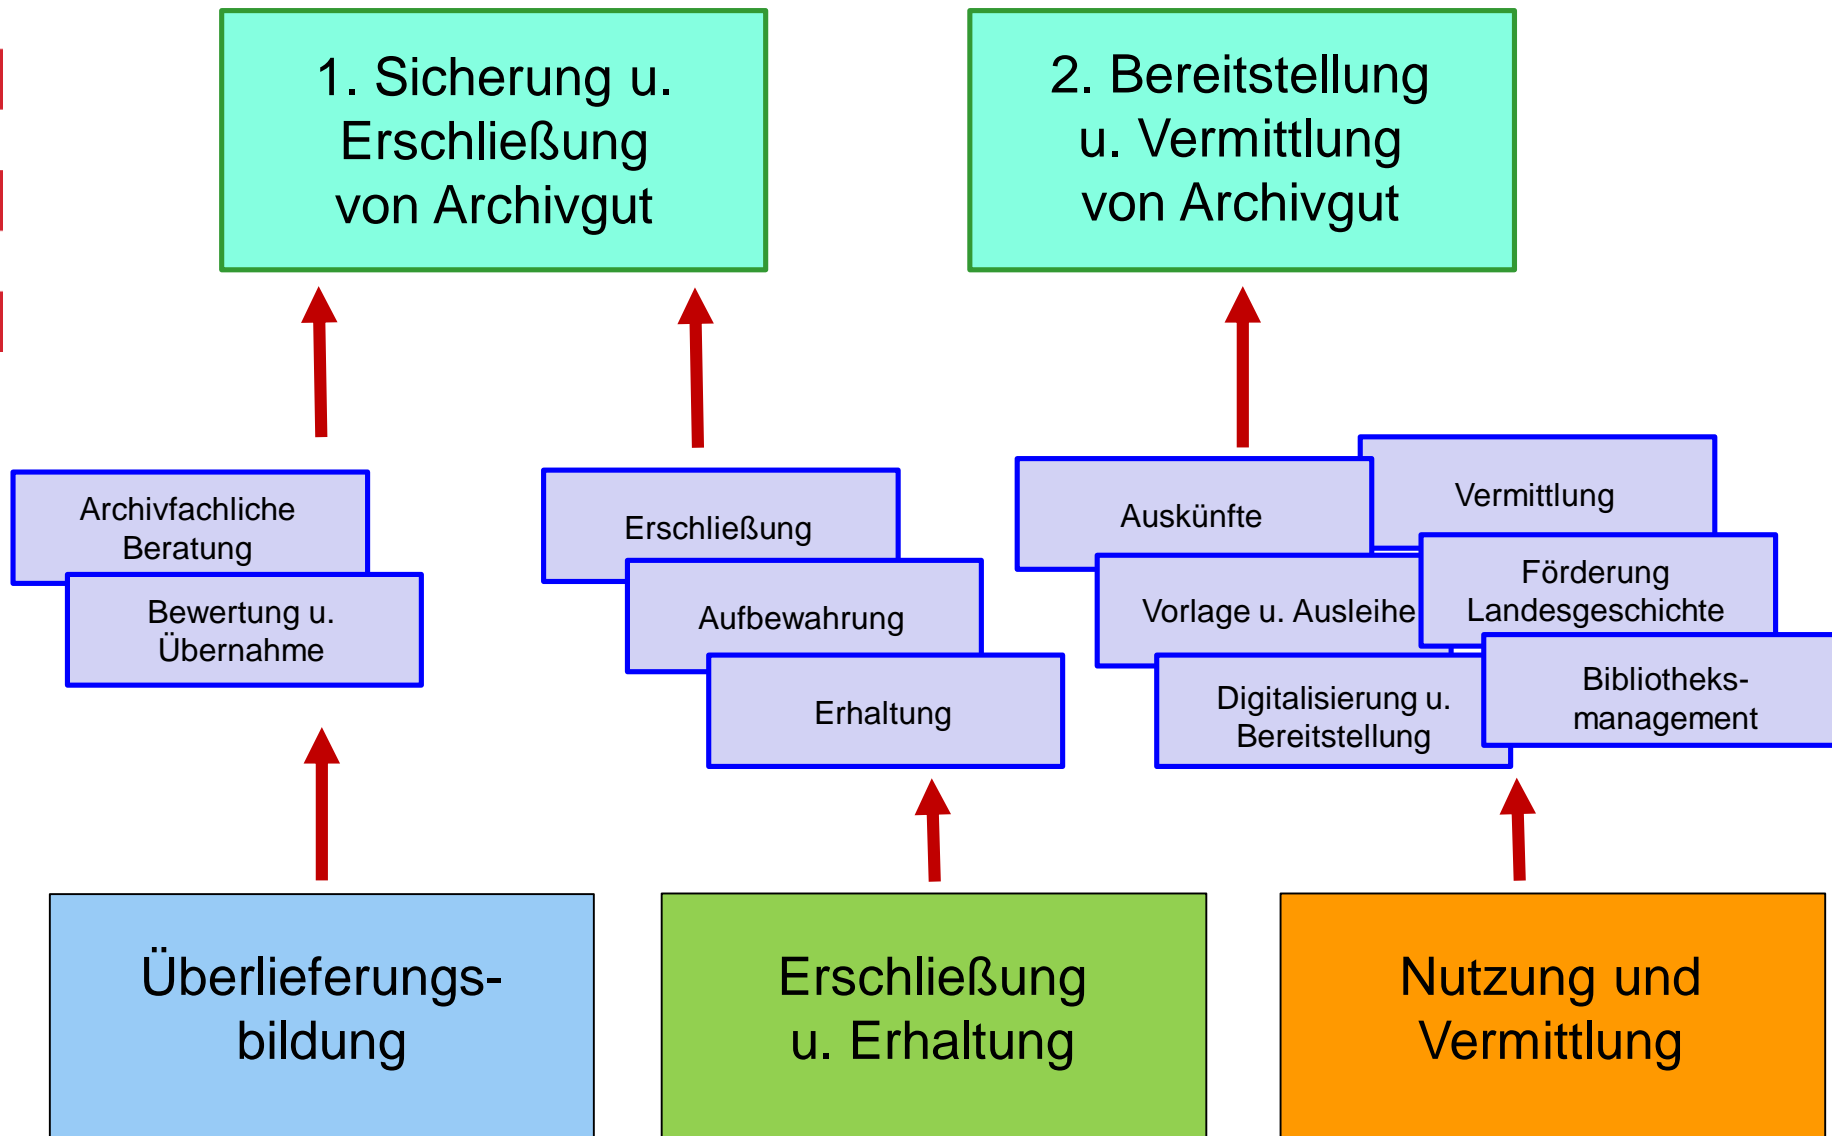 1. Sicherung u.
Erschließung
von Archivgut
2. Bereitstellung
u. Vermittlung
von Archivgut
Archivfachliche
Beratung
Bewertung u.
Übernahme
Erschließung
Aufbewahrung
Erhaltung
Auskünfte
Vorlage u. Ausleihe
Digitalisierung u.
Bereitstellung
Vermittlung
Förderung
Landesgeschichte
Bibliotheks-
management
Überlieferungs-
bildung
Erschließung
u. Erhaltung
Nutzung und
Vermittlung